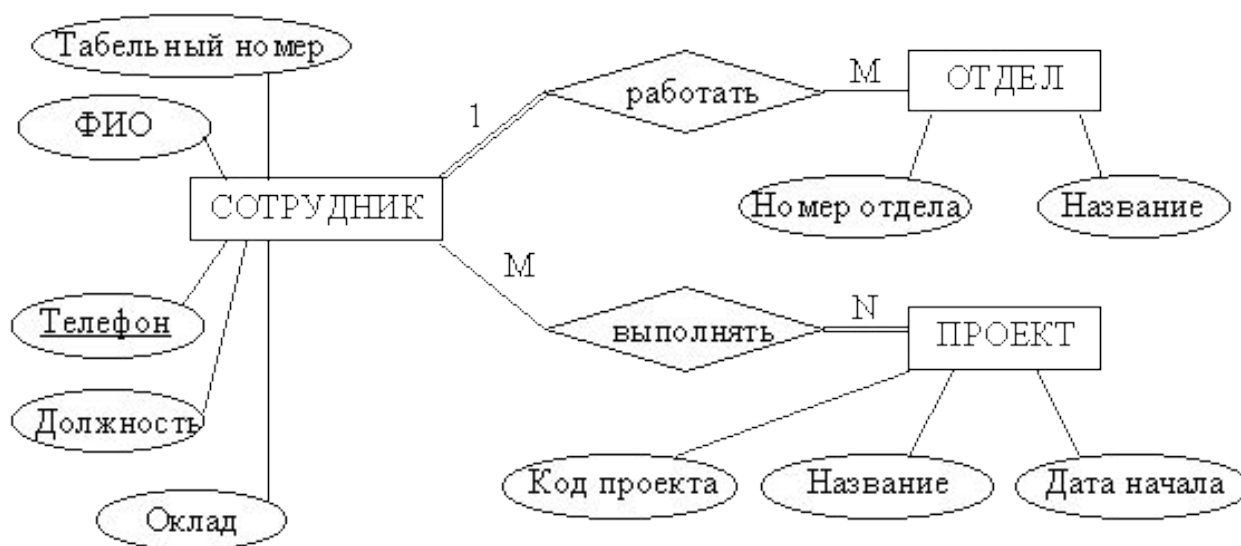 Табельный номер
ФИО
СОТРУДНИК
Телефон
Должность
Оклад
1
работать
М
ОТДЕЛ
Номер отдела
Название
М
выполнять
N
ПРОЕКТ
Код проекта
Название
Дата начала